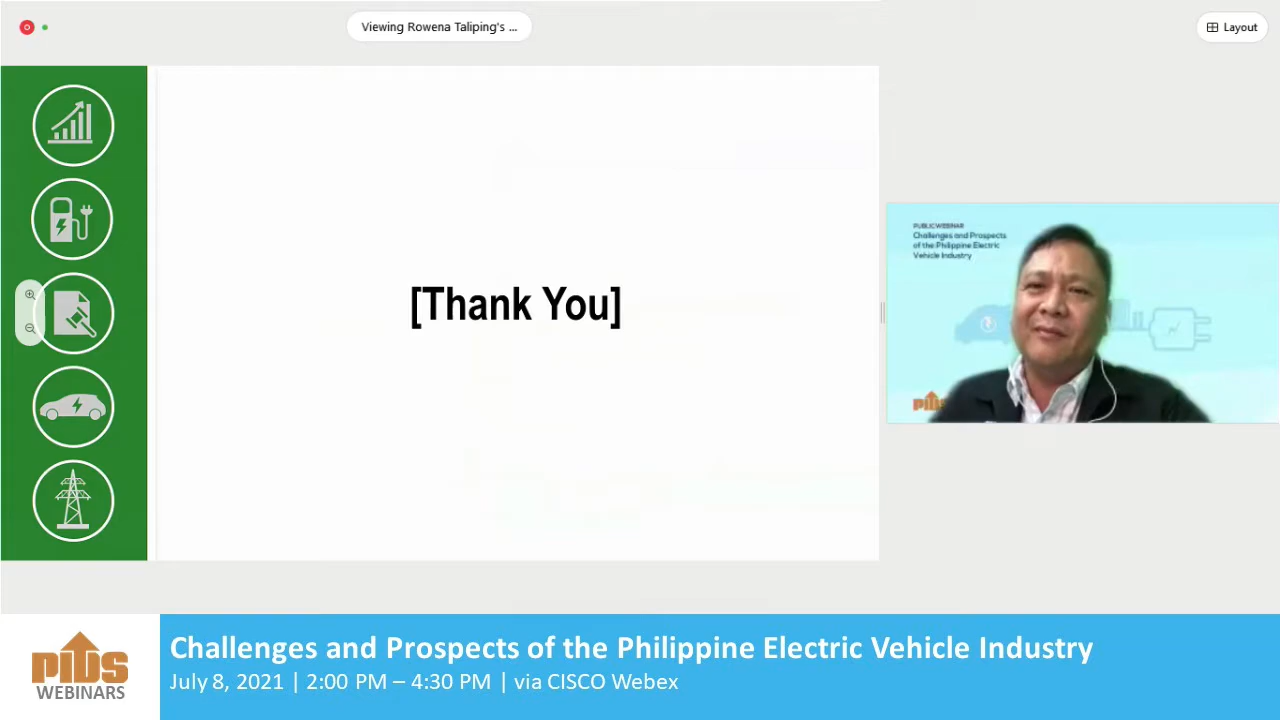 Viewing Rowena Taliping's ...
Layout
[Thank You]
PUBLIC WEBINAR
Challenges and Prospects
of the Philippine Electric
Vehicle Industry
PIDS
PIDS
WEBINARS
Challenges and Prospects of the Philippine Electric Vehicle Industry
July 8, 2021 | 2:00 PM – 4:30 PM | via CISCO Webex